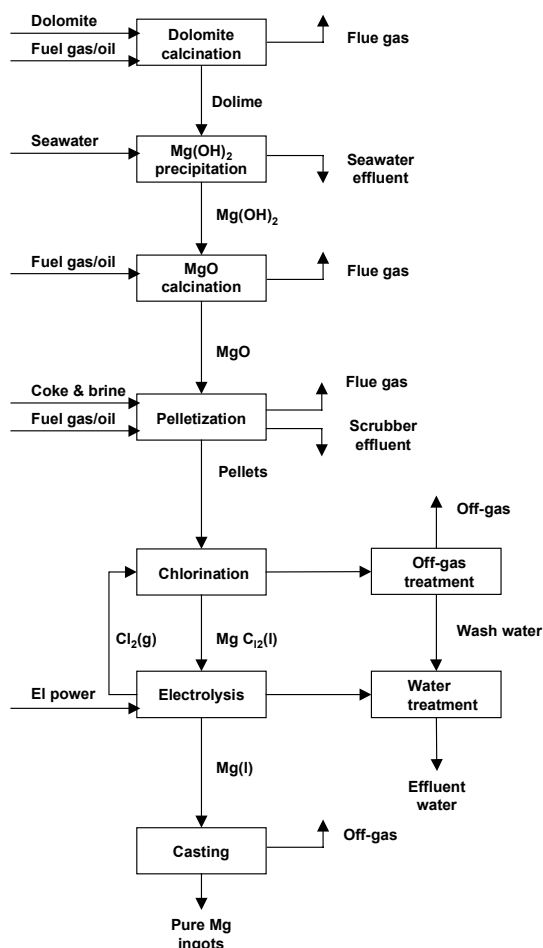 Dolomite
Fuel gas/oil
Dolomite
calcination
Flue gas
Dolime
Seawater
Mg(OH)2
precipitation
Seawater
effluent
Mg(OH)2
Fuel gas/oil
MgO
calcination
Flue gas
MgO
Coke & brine
Fuel gas/oil
Pelletization
Flue gas
Scrubber
effluent
Pellets
Off-gas
Chlorination
Off-gas
treatment
Cl2(g)
Mg Cl2(l)
Wash water
El power
Electrolysis
Water
treatment
Mg(l)
Effluent
water
Casting
Off-gas
Pure Mg
ingots